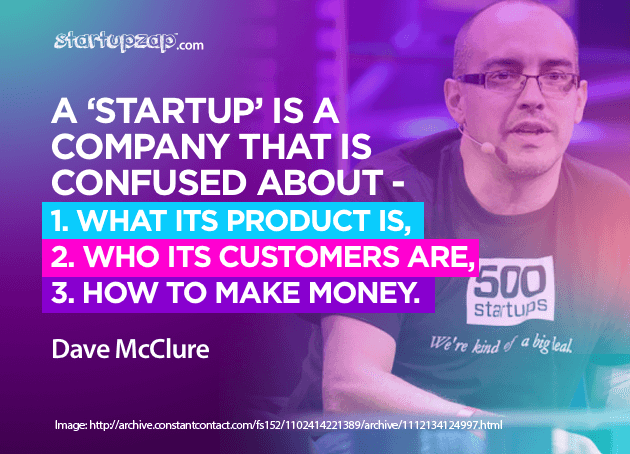 startupzap.com
A ‘STARTUP’ IS A
COMPANY THAT IS
CONFUSED ABOUT -
1. WHAT ITS PRODUCT IS,
2. WHO ITS CUSTOMERS ARE,
3. HOW TO MAKE MONEY.
500
startups
We're kind of a big deal.
Dave McClure
Image: http://archive.constantcontact.com/fs152/1102414221389/archive/1112134124997.html